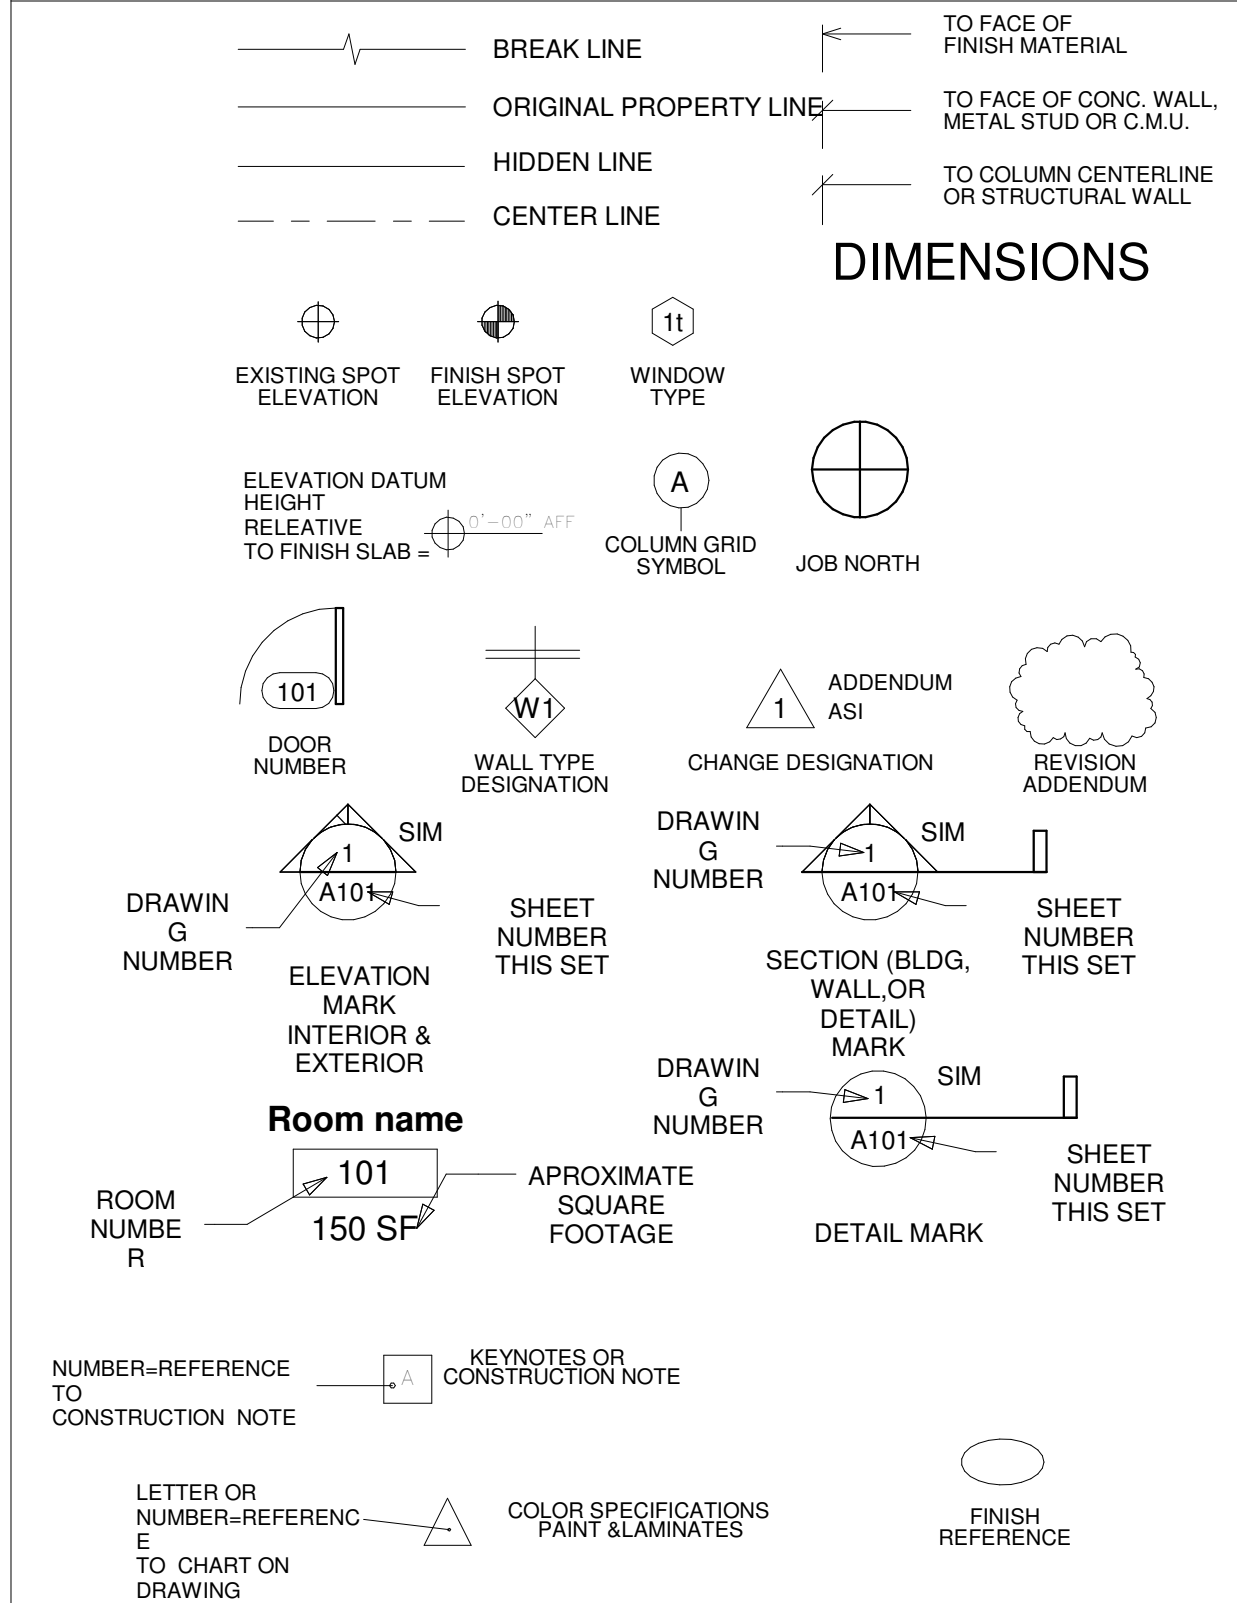 BREAK LINE
ORIGINAL PROPERTY LINE
HIDDEN LINE
CENTER LINE
TO FACE OF
FINISH MATERIAL
TO FACE OF CONC. WALL,
METAL STUD OR C.M.U.
TO COLUMN CENTERLINE
OR STRUCTURAL WALL
DIMENSIONS
EXISTING SPOT
ELEVATION
FINISH SPOT
ELEVATION
1t
WINDOW
TYPE
ELEVATION DATUM
HEIGHT
RELEATIVE
TO FINISH SLAB =
0'-00" AFF
A
COLUMN GRID
SYMBOL
JOB NORTH
101
DOOR
NUMBER
W1
WALL TYPE
DESIGNATION
1
ADDENDUM
ASI
CHANGE DESIGNATION
REVISION
ADDENDUM
SIM
1
A101
DRAWIN
G
NUMBER
SHEET
NUMBER
THIS SET
ELEVATION
MARK
INTERIOR &
EXTERIOR
DRAWIN
G
NUMBER
SIM
1
A101
SHEET
NUMBER
THIS SET
SECTION (BLDG,
WALL,OR
DETAIL)
MARK
DRAWIN
G
NUMBER
SIM
1
A101
SHEET
NUMBER
THIS SET
DETAIL MARK
Room name
101
150 SF
ROOM
NUMBE
R
APROXIMATE
SQUARE
FOOTAGE
NUMBER=REFERENCE
TO
CONSTRUCTION NOTE
A
KEYNOTES OR
CONSTRUCTION NOTE
LETTER OR
NUMBER=REFERENC
E
TO CHART ON
DRAWING
COLOR SPECIFICATIONS
PAINT &LAMINATES
FINISH
REFERENCE